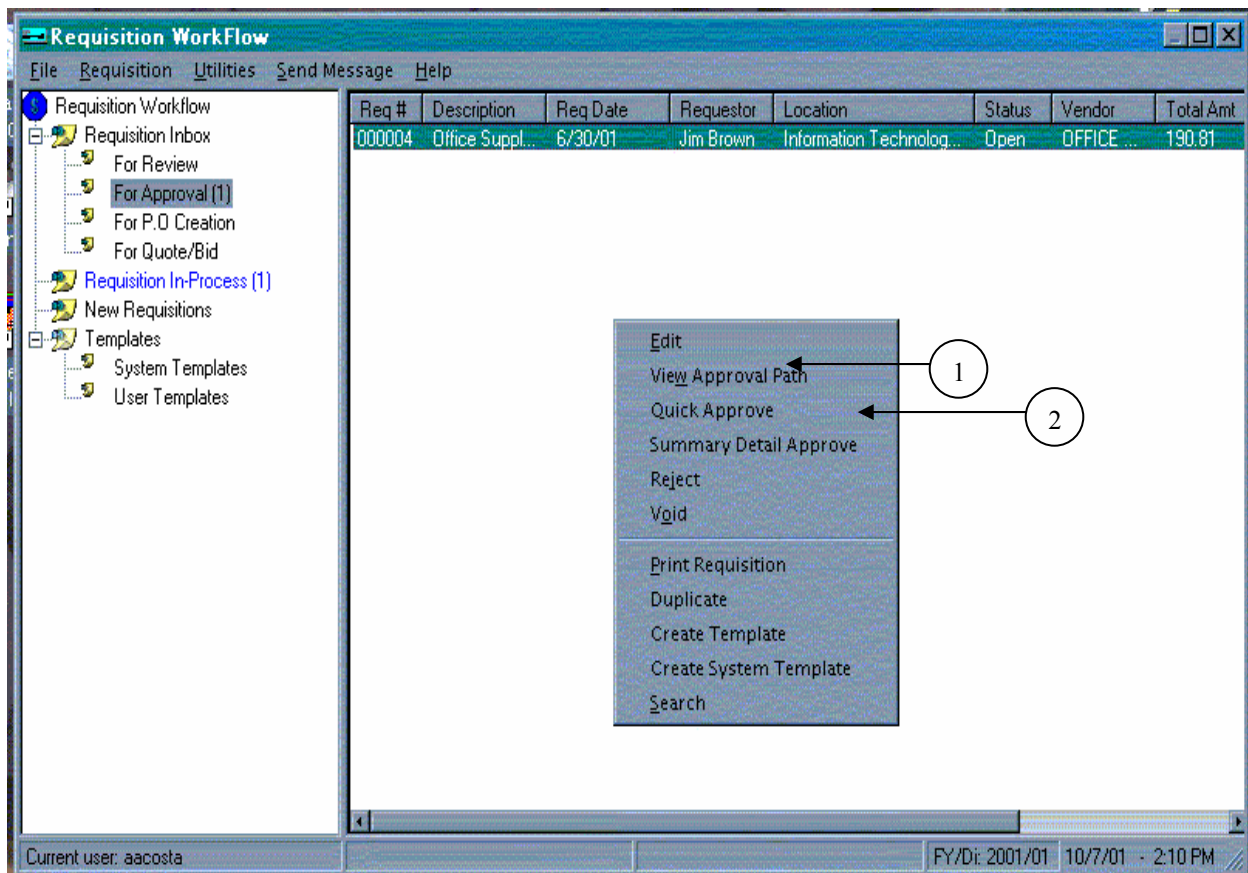 Requisition WorkFlow
File Requisition Utilities Send Message Help
Requisition Workflow
Requisition Inbox
For Review
For Approval (1)
For P.O Creation
For Quote/Bid
Requisition In-Process (1)
New Requisitions
Templates
System Templates
User Templates
Req # Description Req Date Requestor Location Status Vendor Total Amt
000004 Office Suppl... 6/30/01 Jim Brown Information Technolog... Open OFFICE ... 190.81
Edit
View Approval Path
Quick Approve
Summary Detail Approve
Reject
Void
Print Requisition
Duplicate
Create Template
Create System Template
Search
1
2
Current user: aacosta FY/Di: 2001/01 10/7/01 - 2:10 PM